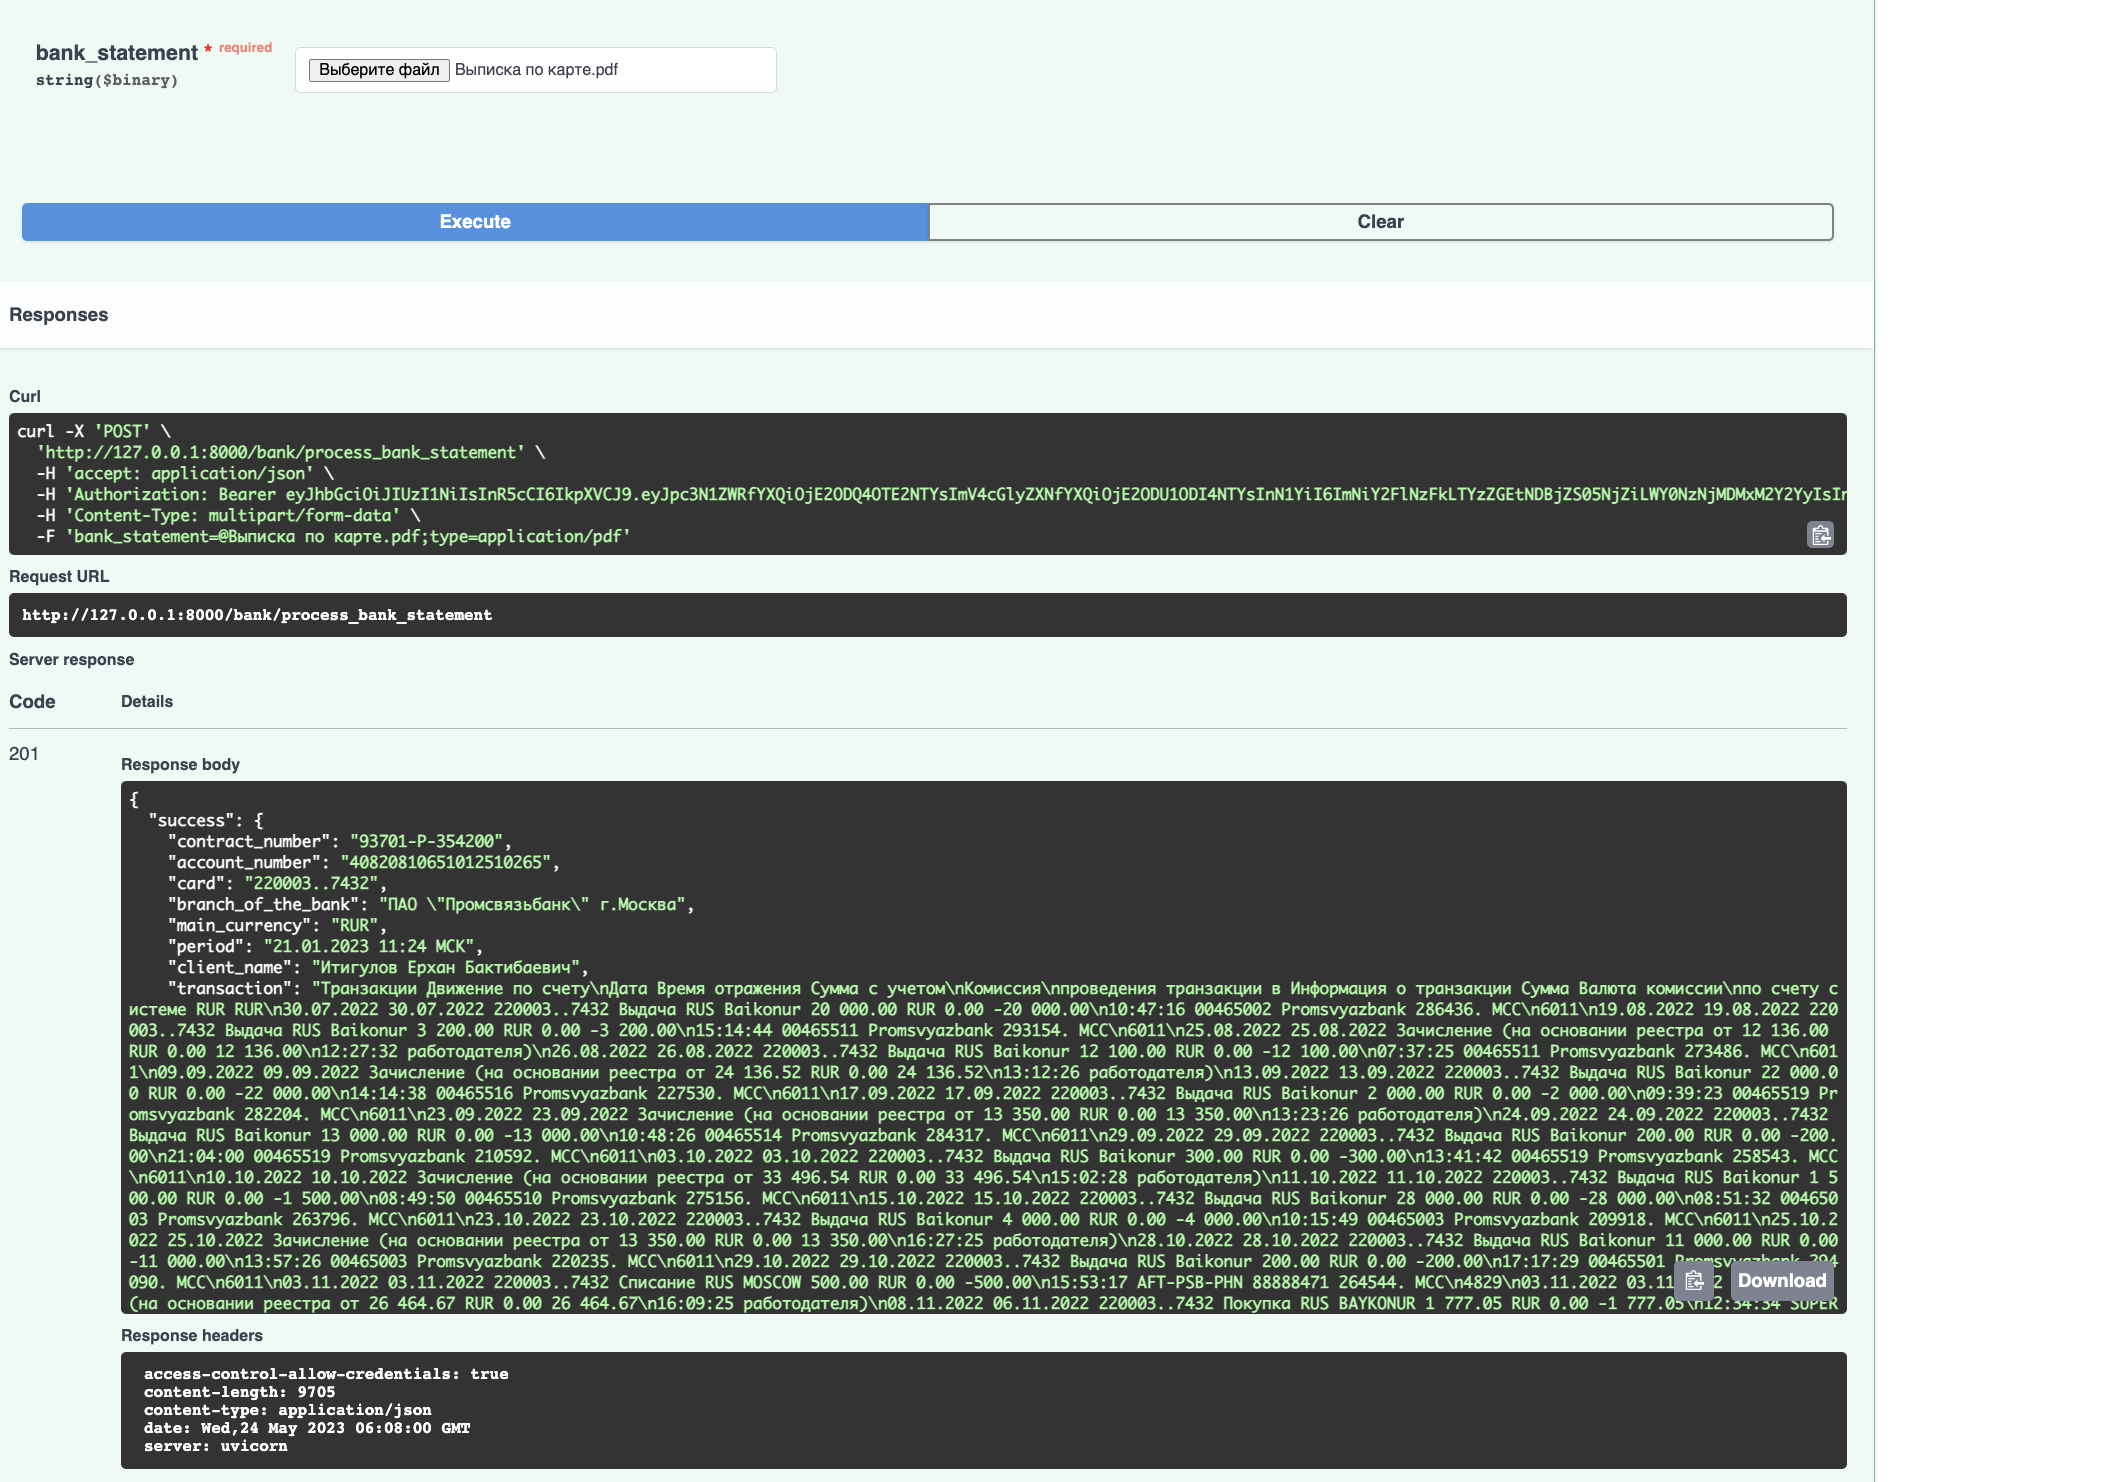 bank_statement * required
string($binary)
Выберите файл Выписка по карте.pdf
Execute
Clear
Responses
Curl
curl -X 'POST' \
'http://127.0.0.1:8000/bank/process_bank_statement' \
-H 'accept: application/json' \
-H 'Authorization: Bearer eyJhbGciOiJIUzI1NiIsInR5cCI6IkpXVCJ9.eyJpc3N1ZWRfYXQiOjE2ODQ4OTE2NTYsImV4cGlyZXNfYXQiOjE2ODU1ODI4NTYsInN1YiI6ImNiY2FlNzFkLTYzZGEtNDBjZS05NjZiLWY0NzNjMDMxM2Y2YyIsIr
-H 'Content-Type: multipart/form-data' \
-F 'bank_statement=@Выписка по карте.pdf;type=application/pdf'
Request URL
http://127.0.0.1:8000/bank/process_bank_statement
Server response
Code Details
201
Response body
{
"success": {
"contract_number": "93701-P-354200",
"account_number": "40820810651012510265",
"card": "220003..7432",
"branch_of_the_bank": "ПАО \"Промсвязьбанк\" г.Москва",
"main_currency": "RUR",
"period": "21.01.2023 11:24 МСК",
"client_name": "Итигулов Ерхан Бактибаевич",
"transaction": "Транзакции Движение по счету\nДата Время отражения Сумма с учетом\nКомиссия\nпроведения транзакции в Информация о транзакции Сумма Валюта комиссии\nпо счету с
истеме RUR RUR\n30.07.2022 30.07.2022 220003..7432 Выдача RUS Baikonur 20 000.00 RUR 0.00 -20 000.00\n10:47:16 00465002 Promsvyazbank 286436. MCC\n6011\n19.08.2022 19.08.2022 220
003..7432 Выдача RUS Baikonur 3 200.00 RUR 0.00 -3 200.00\n15:14:44 00465511 Promsvyazbank 293154. MCC\n6011\n25.08.2022 25.08.2022 Зачисление (на основании реестра от 12 136.00
RUR 0.00 12 136.00\n12:27:32 работодателя)\n26.08.2022 26.08.2022 220003..7432 Выдача RUS Baikonur 12 100.00 RUR 0.00 -12 100.00\n07:37:25 00465511 Promsvyazbank 273486. MCC\n601
1\n09.09.2022 09.09.2022 Зачисление (на основании реестра от 24 136.52 RUR 0.00 24 136.52\n13:12:26 работодателя)\n13.09.2022 13.09.2022 220003..7432 Выдача RUS Baikonur 22 000.0
0 RUR 0.00 -22 000.00\n14:14:38 00465516 Promsvyazbank 227530. MCC\n6011\n17.09.2022 17.09.2022 220003..7432 Выдача RUS Baikonur 2 000.00 RUR 0.00 -2 000.00\n09:39:23 00465519 Pr
omsvyazbank 282204. MCC\n6011\n23.09.2022 23.09.2022 Зачисление (на основании реестра от 13 350.00 RUR 0.00 13 350.00\n13:23:26 работодателя)\n24.09.2022 24.09.2022 220003..7432
Выдача RUS Baikonur 13 000.00 RUR 0.00 -13 000.00\n10:48:26 00465514 Promsvyazbank 284317. MCC\n6011\n29.09.2022 29.09.2022 220003..7432 Выдача RUS Baikonur 200.00 RUR 0.00 -200.
00\n21:04:00 00465519 Promsvyazbank 210592. MCC\n6011\n03.10.2022 03.10.2022 220003..7432 Выдача RUS Baikonur 300.00 RUR 0.00 -300.00\n13:41:42 00465519 Promsvyazbank 258543. MCC
\n6011\n10.10.2022 10.10.2022 Зачисление (на основании реестра от 33 496.54 RUR 0.00 33 496.54\n15:02:28 работодателя)\n11.10.2022 11.10.2022 220003..7432 Выдача RUS Baikonur 1 5
00.00 RUR 0.00 -1 500.00\n08:49:50 00465510 Promsvyazbank 275156. MCC\n6011\n15.10.2022 15.10.2022 220003..7432 Выдача RUS Baikonur 28 000.00 RUR 0.00 -28 000.00\n08:51:32 004650
03 Promsvyazbank 263796. MCC\n6011\n23.10.2022 23.10.2022 220003..7432 Выдача RUS Baikonur 4 000.00 RUR 0.00 -4 000.00\n10:15:49 00465003 Promsvyazbank 209918. MCC\n6011\n25.10.2
022 25.10.2022 Зачисление (на основании реестра от 13 350.00 RUR 0.00 13 350.00\n16:27:25 работодателя)\n28.10.2022 28.10.2022 220003..7432 Выдача RUS Baikonur 11 000.00 RUR 0.00
-11 000.00\n13:57:26 00465003 Promsvyazbank 220235. MCC\n6011\n29.10.2022 29.10.2022 220003..7432 Выдача RUS Baikonur 200.00 RUR 0.00 -200.00\n17:17:29 00465501 Promsvyazbank 294
090. MCC\n6011\n03.11.2022 03.11.2022 220003..7432 Списание RUS MOSCOW 500.00 RUR 0.00 -500.00\n15:53:17 AFT-PSB-PHN 88888471 264544. MCC\n4829\n03.11.2022 03.11 2
Download
(на основании реестра от 26 464.67 RUR 0.00 26 464.67\n16:09:25 работодателя)\n08.11.2022 06.11.2022 220003..7432 Покупка RUS BAYKONUR 1 777.05 RUR 0.00 -1 777.05\n12:34:34 SUPER
Response headers
access-control-allow-credentials: true
content-length: 9705
content-type: application/json
date: Wed,24 May 2023 06:08:00 GMT
server: uvicorn